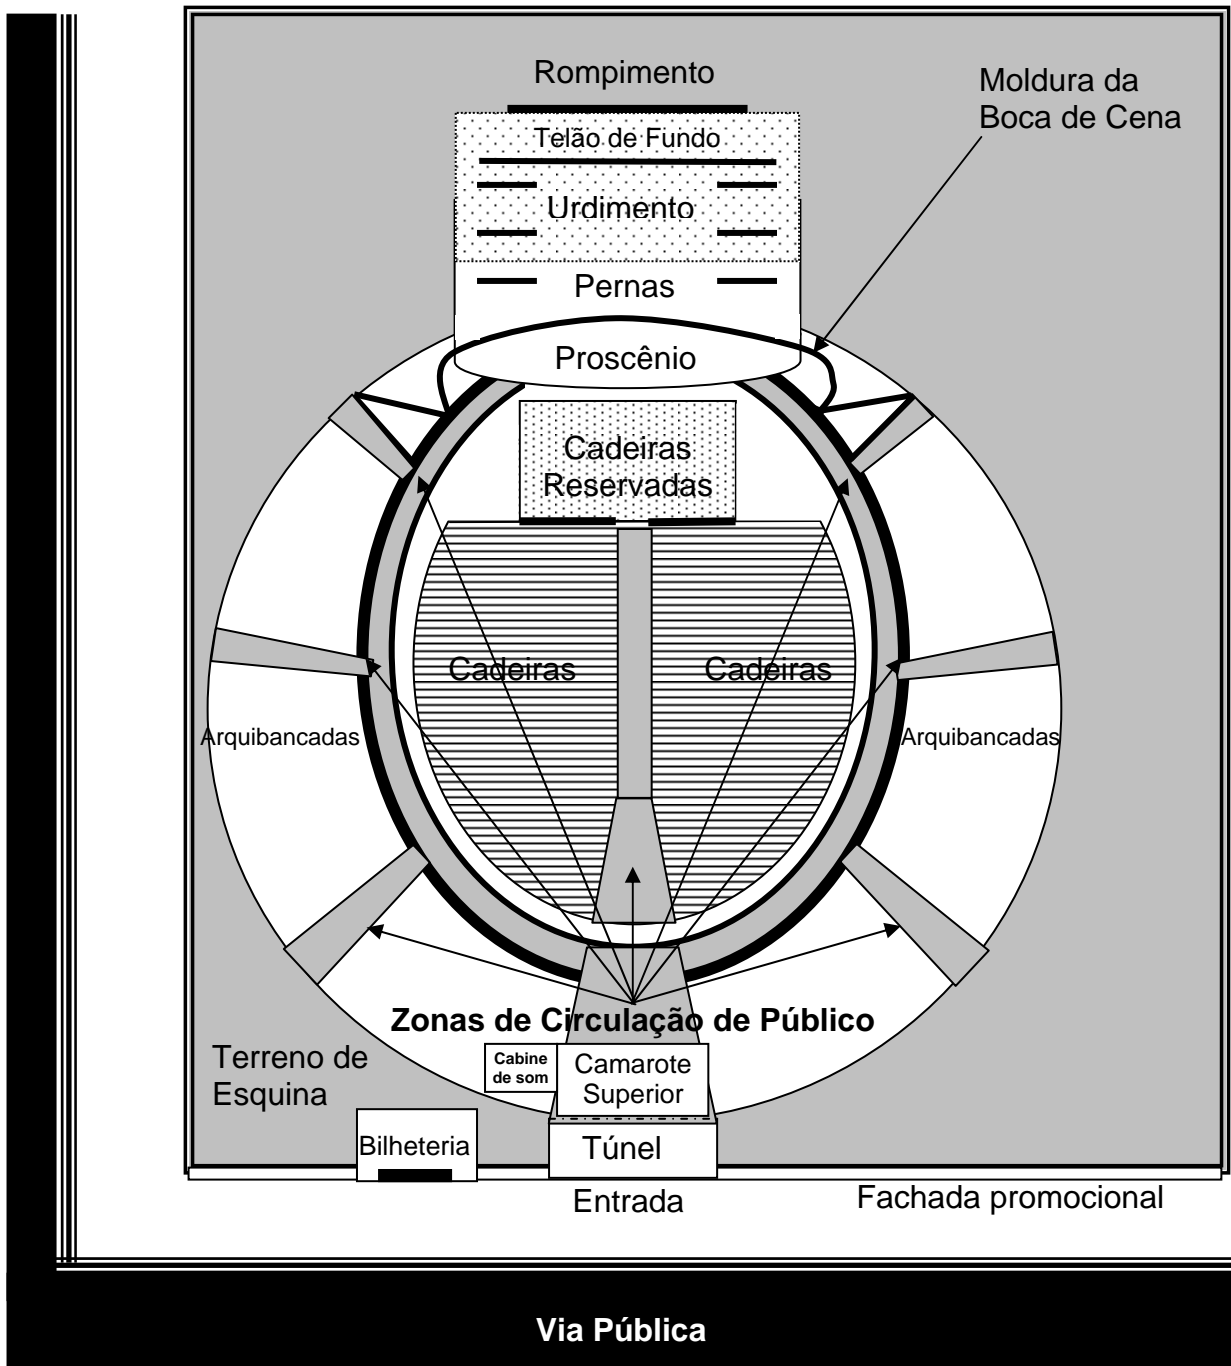 Rompimento
Moldura da
Boca de Cena
Telão de Fundo
Urdimento
Pernas
Proscênio
Cadeiras
Reservadas
Cadeiras
Cadeiras
Arquibancadas
Arquibancadas
Zonas de Circulação de Público
Terreno de
Esquina
Cabine
de som
Camarote
Superior
Bilheteria
Túnel
Entrada
Fachada promocional
Via Pública